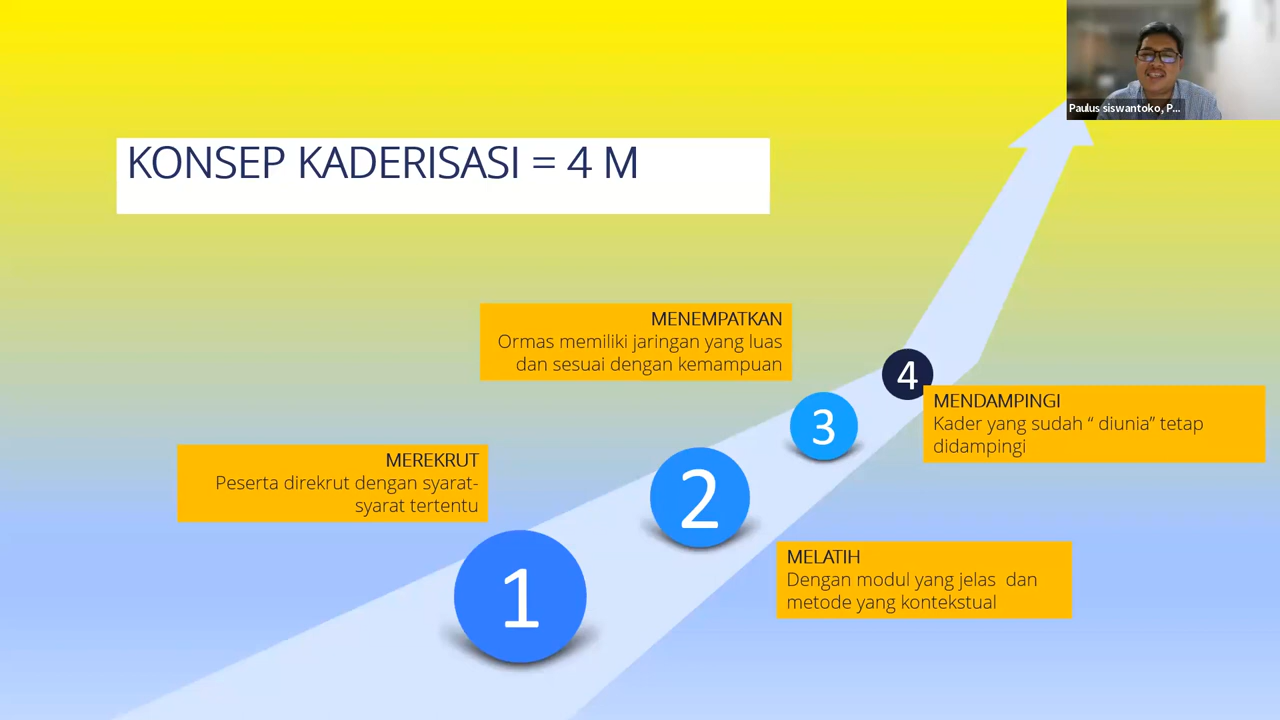 Paulus siswantoko, P...
KONSEP KADERISASI = 4 M
MENEMPATKAN
Ormas memiliki jaringan yang luas
dan sesuai dengan kemampuan
4
MENDAMPINGI
Kader yang sudah “ diunia” tetap
didampingi
3
MEREKRUT
Peserta direkrut dengan syarat-
syarat tertentu
2
MELATIH
Dengan modul yang jelas  dan
metode yang kontekstual
1